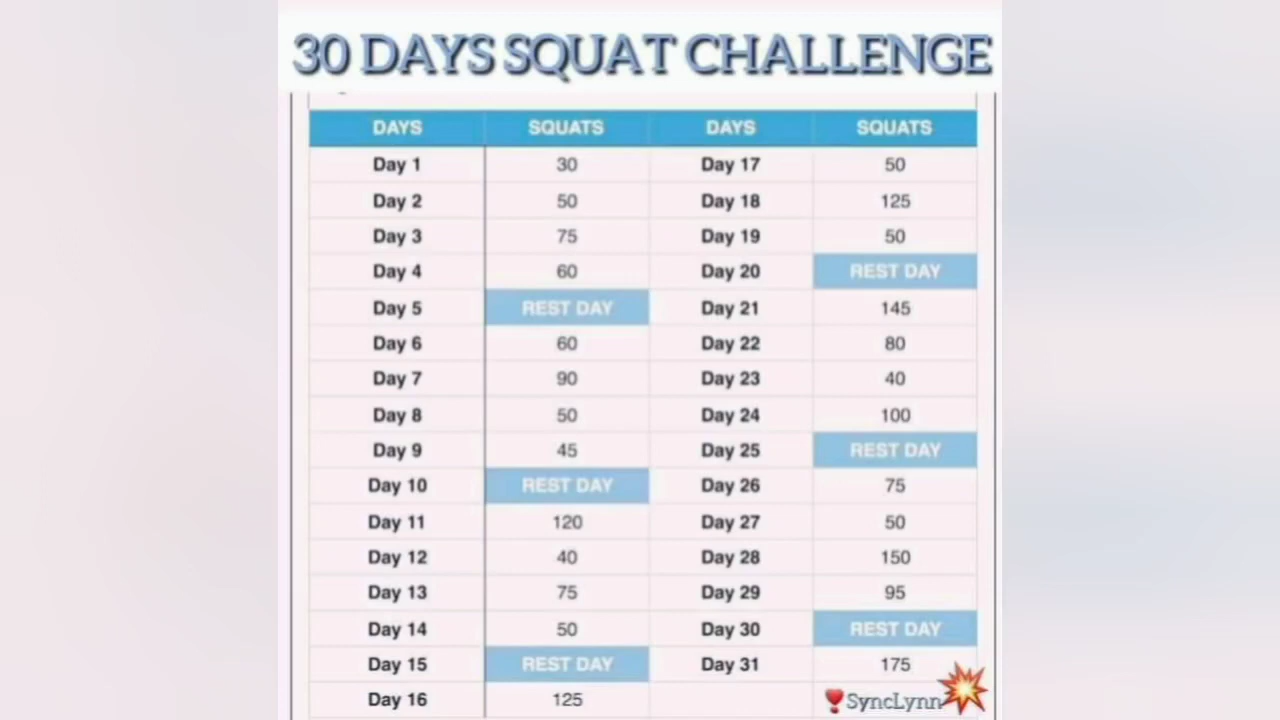 30 DAYS SQUAT CHALLENGE
DAYS SQUATS DAYS SQUATS
Day 1 30 Day 17 50
Day 2 50 Day 18 125
Day 3 75 Day 19 50
Day 4 60 Day 20 REST DAY
Day 5 REST DAY Day 21 145
Day 6 60 Day 22 80
Day 7 90 Day 23 40
Day 8 50 Day 24 100
Day 9 45 Day 25 REST DAY
Day 10 REST DAY Day 26 75
Day 11 120 Day 27 50
Day 12 40 Day 28 150
Day 13 75 Day 29 95
Day 14 50 Day 30 REST DAY
Day 15 REST DAY Day 31 175
Day 16 125
SyncLynn